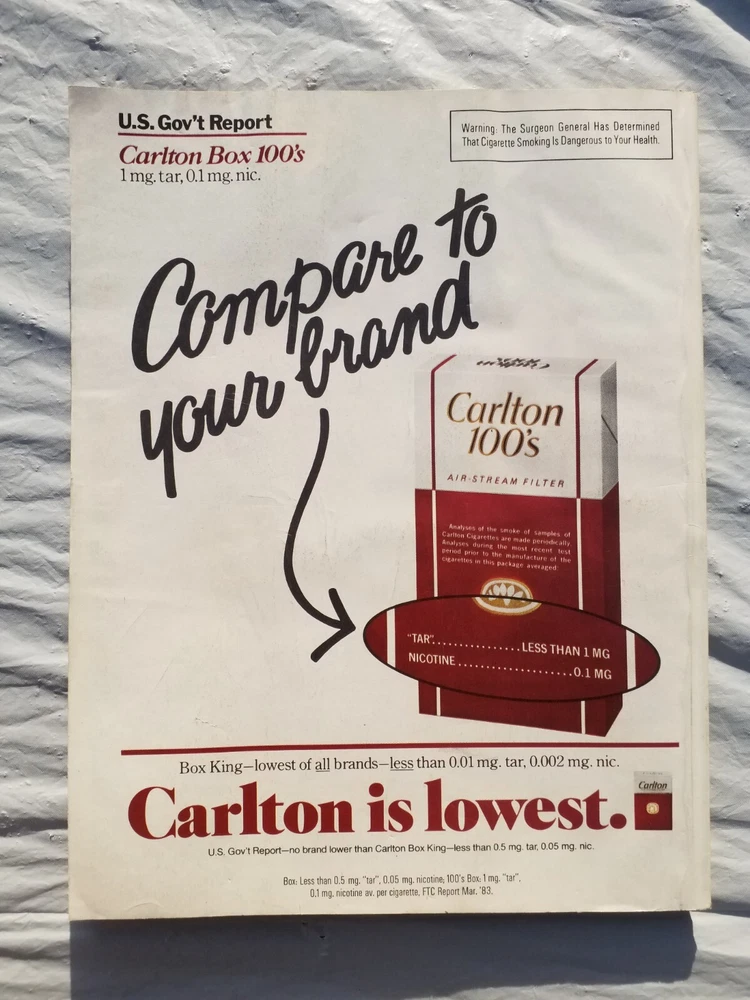 U.S. Gov't Report
Carlton Box 100's
1 mg. tar, 0.1 mg. nic.
Warning: The Surgeon General Has Determined
That Cigarette Smoking Is Dangerous to Your Health.
Compare to
your brand
Carlton
100's
AIR-STREAM FILTER
Analyses of the smoke of samples of
Carlton Cigarettes are made periodically.
Analyses during the most recent test
period prior to the manufacture of the
cigarettes in this package averaged:
"TAR"...............LESS THAN 1 MG
NICOTINE.....................0.1 MG
Box King—lowest of all brands—less than 0.01 mg. tar, 0.002 mg. nic.
Carlton is lowest.
Carlton
U.S. Gov't Report—no brand lower than Carlton Box King—less than 0.5 mg. tar, 0.05 mg. nic.
Box: Less than 0.5 mg. "tar", 0.05 mg. nicotine; 100's Box: 1 mg. "tar",
0.1 mg. nicotine av. per cigarette, FTC Report Mar. '83.